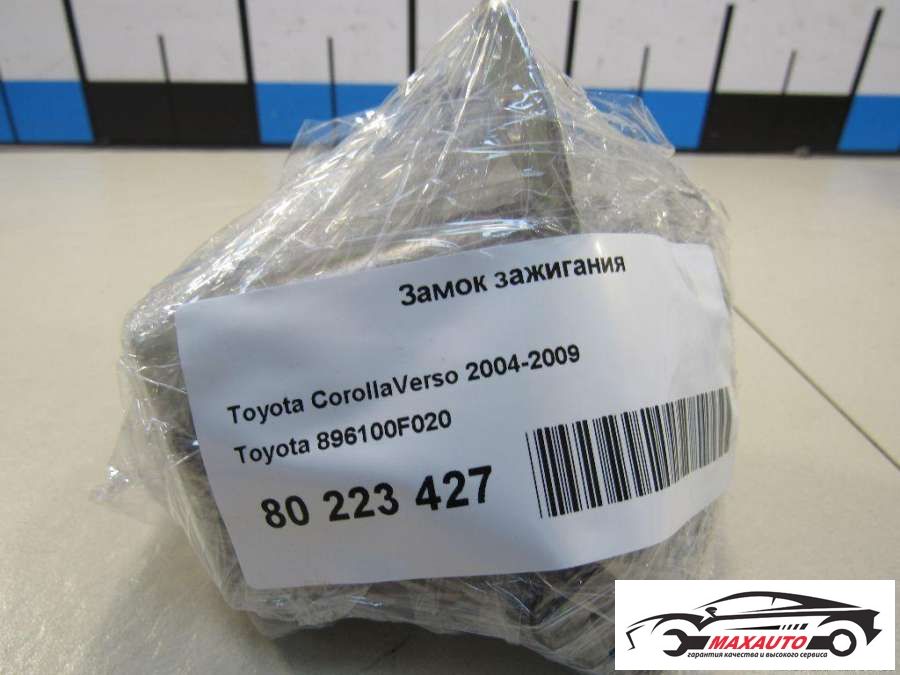 Замок зажигания
Toyota CorollaVerso 2004-2009
Toyota 896100F020
80 223 427
MAXAUTO
гарантия качества и высокого сервиса